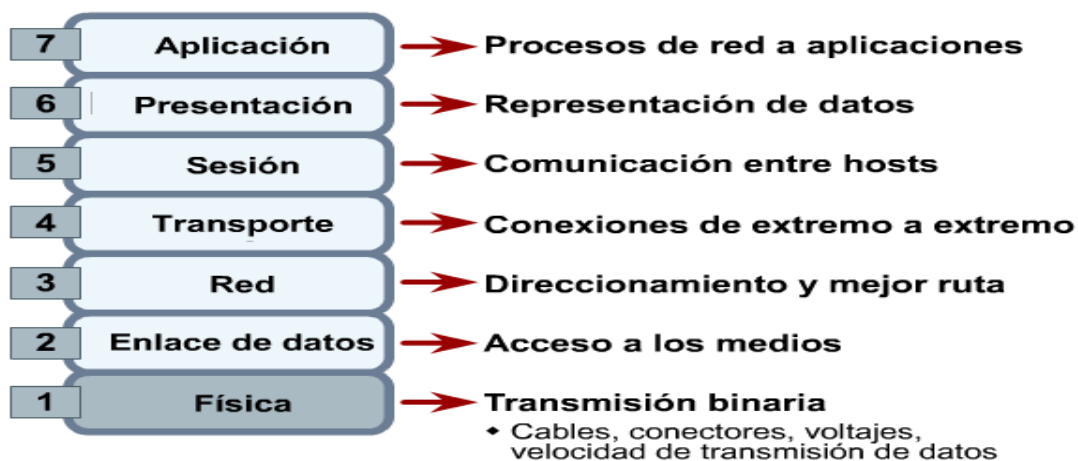 7 Aplicación Procesos de red a aplicaciones
6 Presentación Representación de datos
5 Sesión Comunicación entre hosts
4 Transporte Conexiones de extremo a extremo
3 Red Direccionamiento y mejor ruta
2 Enlace de datos Acceso a los medios
1 Física Transmisión binaria
Cables, conectores, voltajes,
velocidad de transmisión de datos